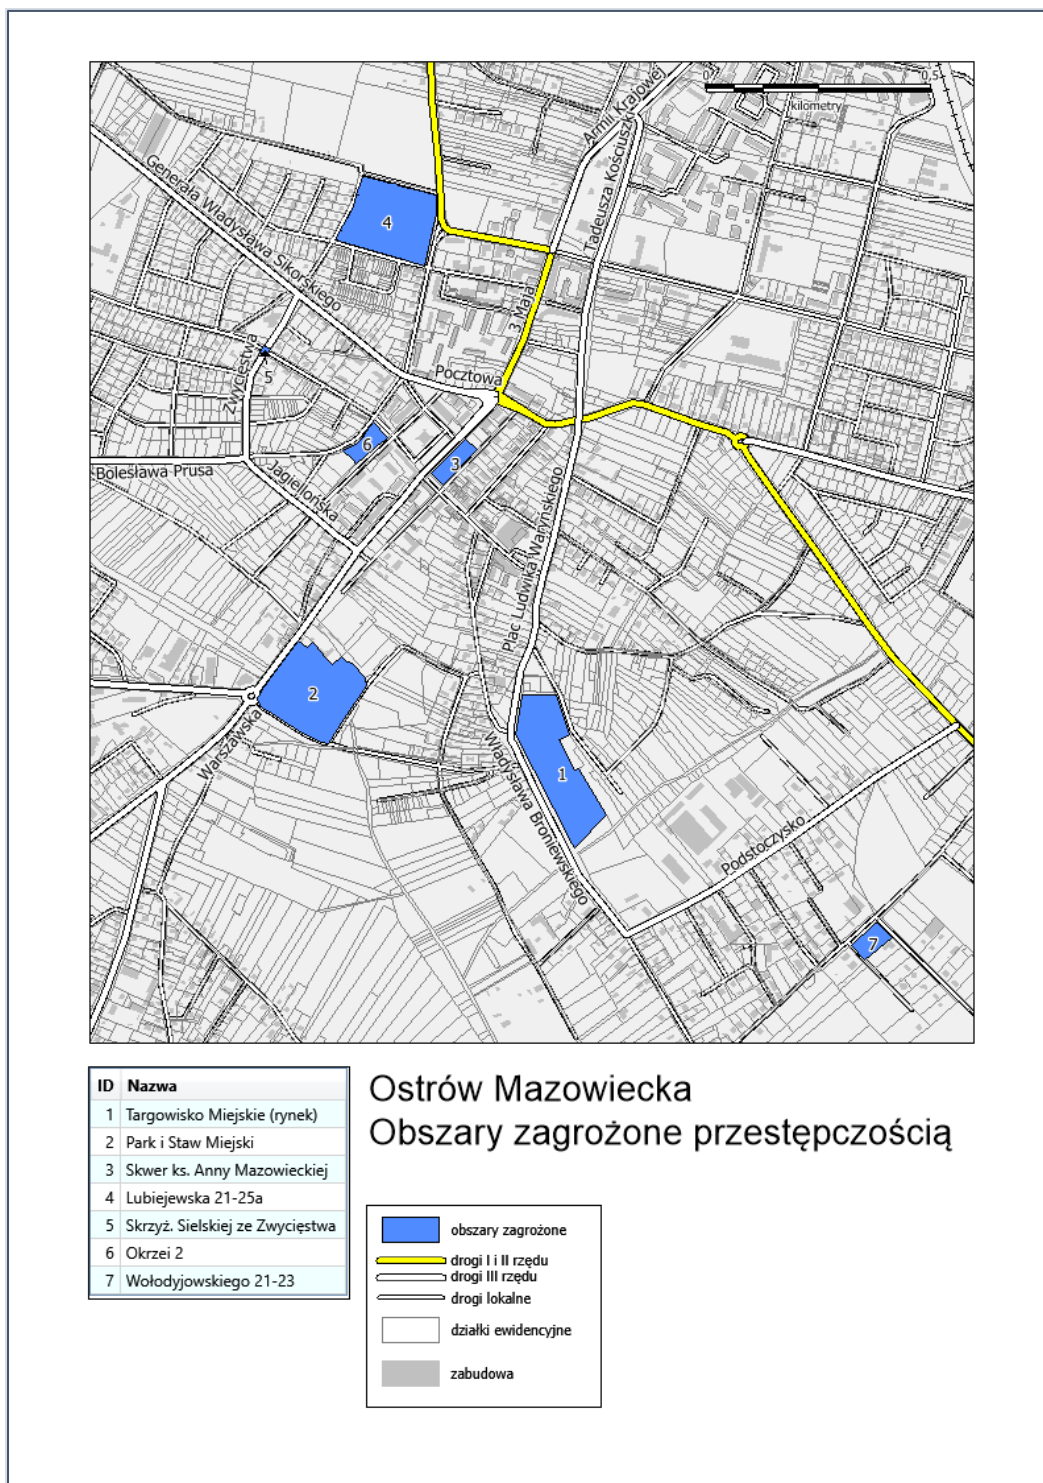 0
0,5
kilometry
Armii Krajowej
Tadeusza Kościuszki
Generała Władysława Sikorskiego
4
3 Maja
Zwycięstwa
5
Pocztowa
6
3
Bolesława Prusa
Jagiellońska
Plac Ludwika Waryńskiego
2
Warszawska
Władysława Broniewskiego
1
Podstoczysko
7
ID Nazwa
1 Targowisko Miejskie (rynek)
2 Park i Staw Miejski
3 Skwer ks. Anny Mazowieckiej
4 Lubiejewska 21-25a
5 Skrzyż. Sielskiej ze Zwycięstwa
6 Okrzei 2
7 Wołodyjowskiego 21-23
Ostrów Mazowiecka
Obszary zagrożone przestępczością
obszary zagrożone
drogi I i II rzędu
drogi III rzędu
drogi lokalne
działki ewidencyjne
zabudowa